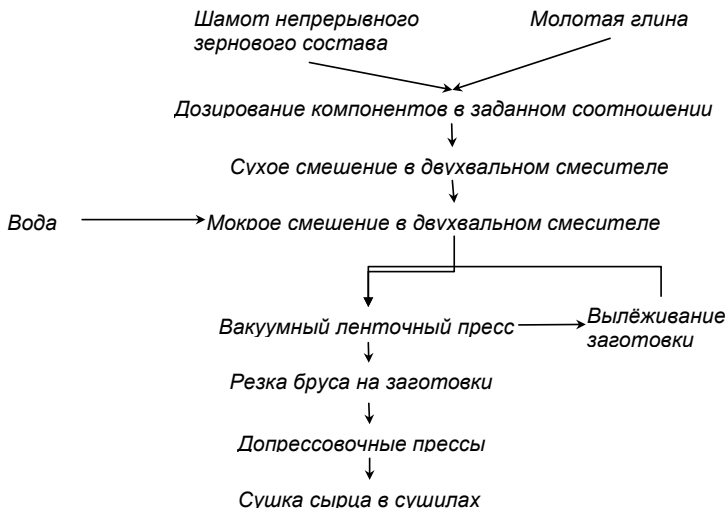 Шамот непрерывного
зернового состава
Молотая глина
Дозирование компонентов в заданном соотношении
Сухое смешение в двухвальном смесителе
Вода
Мокрое смешение в двухвальном смесителе
Вакуумный ленточный пресс
Вылёживание
заготовки
Резка бруса на заготовки
Допрессовочные прессы
Сушка сырца в сушилах